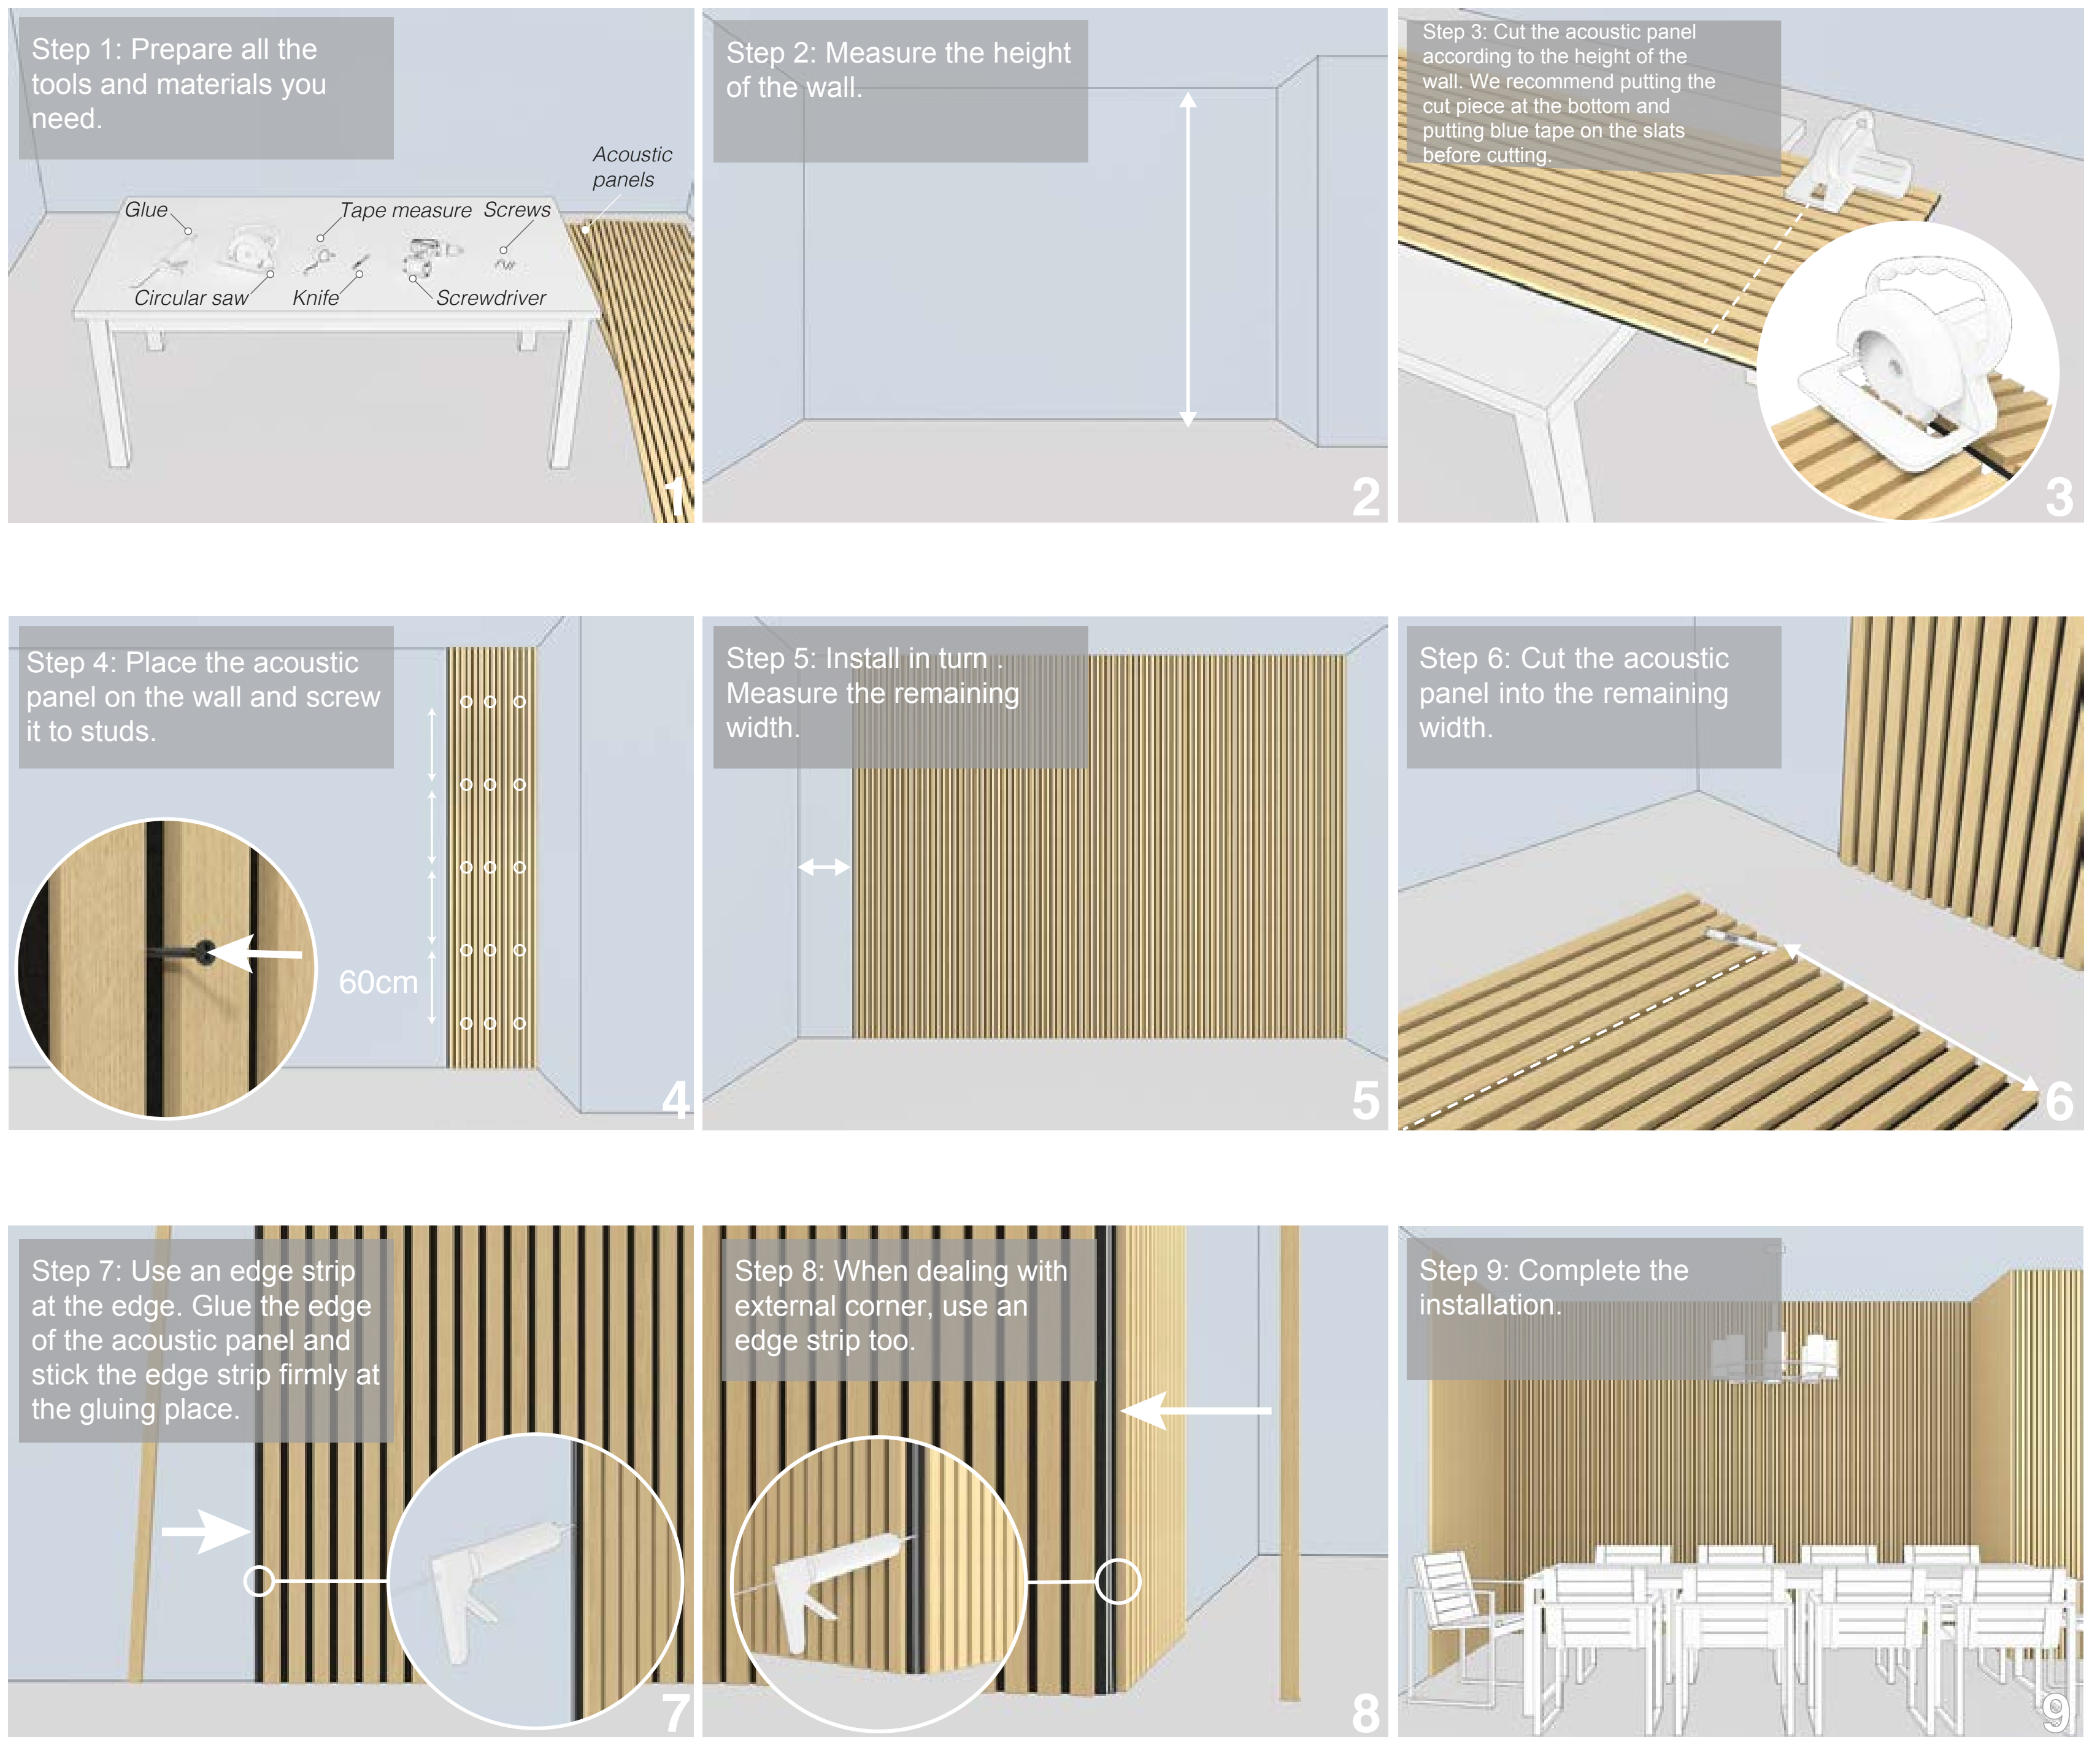 Step 1: Prepare all the
tools and materials you
need.
Acoustic
panels
Glue
Tape measure
Screws
Circular saw
Knife
Screwdriver
1
Step 2: Measure the height
of the wall.
2
Step 3: Cut the acoustic panel
according to the height of the
wall. We recommend putting the
cut piece at the bottom and
putting blue tape on the slats
before cutting.
3
Step 4: Place the acoustic
panel on the wall and screw
it to studs.
60cm
4
Step 5: Install in turn .
Measure the remaining
width.
5
Step 6: Cut the acoustic
panel into the remaining
width.
6
Step 7: Use an edge strip
at the edge. Glue the edge
of the acoustic panel and
stick the edge strip firmly at
the gluing place.
7
Step 8: When dealing with
external corner, use an
edge strip too.
8
Step 9: Complete the
installation.
9